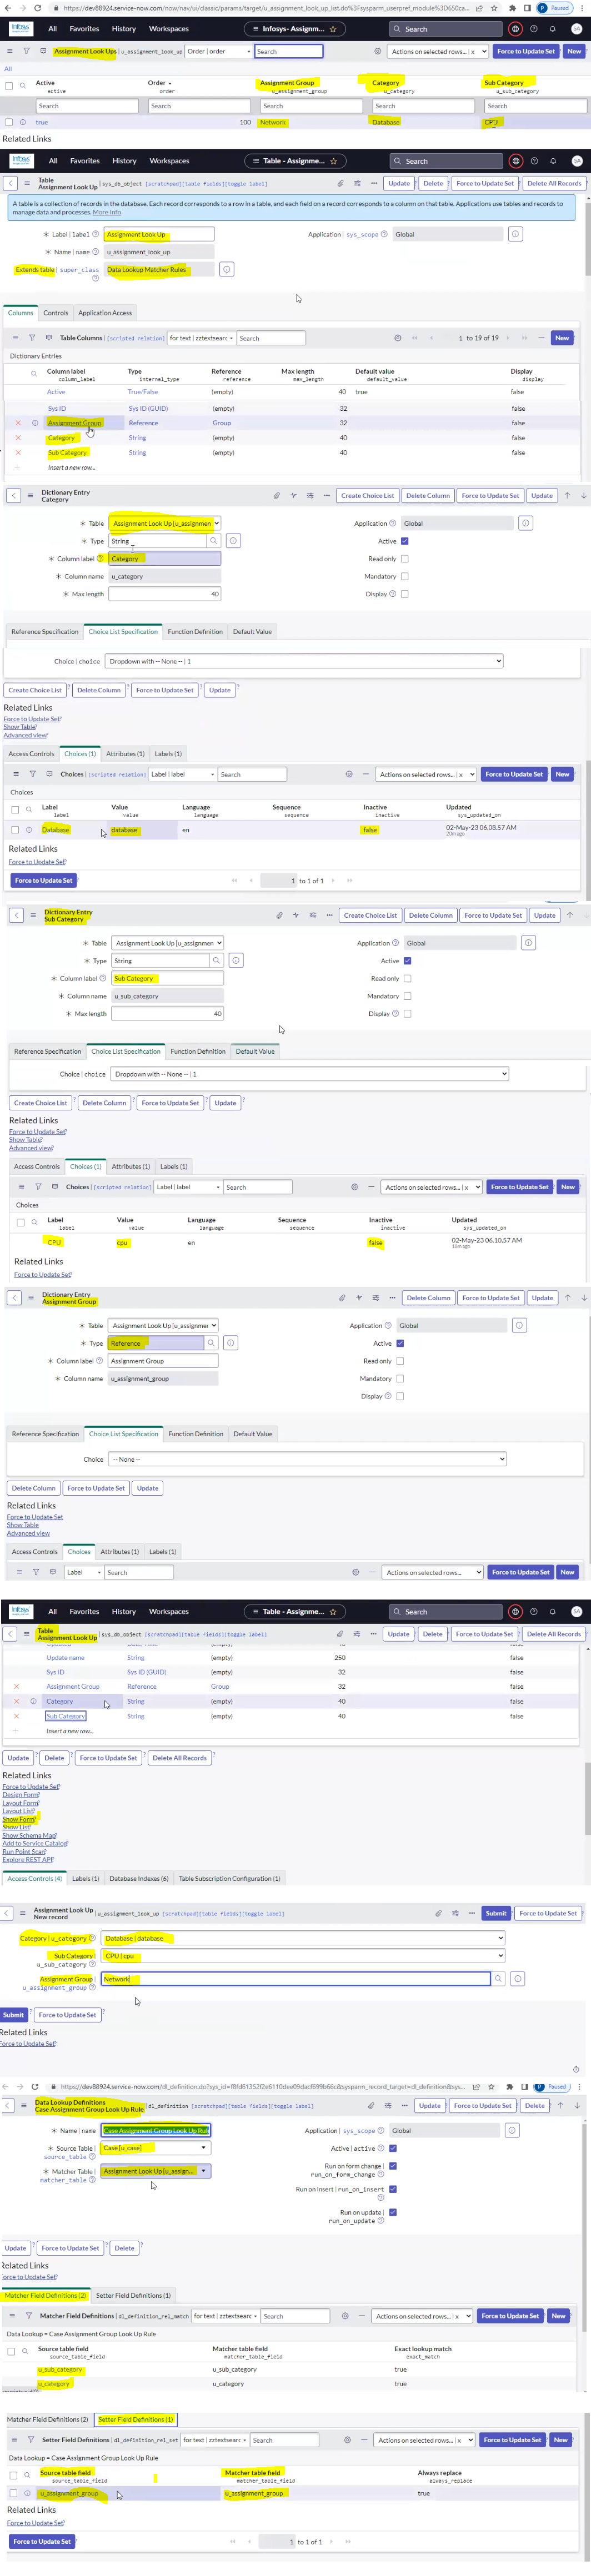 https://dev88924.service-now.com/now/nav/ui/classic/params/target/u_assignment_look_up_list.do%3Fsysparm_userpref_module%3D650ca... Paused
Infosys All Favorites History Workspaces Infosys- Assignm... Search SA
Assignment Look Ups u_assignment_look_up Order | order Search Actions on selected rows... | x Force to Update Set New
All
Active Order Assignment Group Category Sub Category
active order u_assignment_group u_category u_sub_category
Search Search Search Search Search
true 100 Network Database CPU
Related Links
Infosys All Favorites History Workspaces Table - Assignme... Search SA
Table
Assignment Look Up sys_db_object [scratchpad][table fields][toggle label] Update Delete Force to Update Set Delete All Records
A table is a collection of records in the database. Each record corresponds to a row in a table, and each field on a record corresponds to a column on that table. Applications use tables and records to
manage data and processes. More Info
Label | label Assignment Look Up Application | sys_scope Global
Name | name u_assignment_look_up
Extends table | super_class Data Lookup Matcher Rules
Columns Controls Application Access
Table Columns [scripted relation] for text | zztextsearc Search 1 to 19 of 19 New
Dictionary Entries
Column label Type Reference Max length Default value Display
column_label internal_type reference max_length default_value display
Active True/False (empty) 40 true false
Sys ID Sys ID (GUID) (empty) 32 false
Assignment Group Reference Group 32 false
Category String (empty) 40 false
Sub Category String (empty) 40 false
Insert a new row...
Dictionary Entry
Category Create Choice List Delete Column Force to Update Set Update
Table Assignment Look Up [u_assignmen Application Global
Type String Active
Column label Category Read only
Column name u_category Mandatory
Max length 40 Display
Reference Specification Choice List Specification Function Definition Default Value
Choice | choice Dropdown with -- None -- | 1
Create Choice List Delete Column Force to Update Set Update
Related Links
Force to Update Set
Show Table
Advanced view
Access Controls Choices (1) Attributes (1) Labels (1)
Choices [scripted relation] Label | label Search Actions on selected rows... | x Force to Update Set New
Choices
Label Value Language Sequence Inactive Updated
label value language sequence inactive sys_updated_on
Database database en false 02-May-23 06.08.57 AM
20m ago
Related Links
Force to Update Set
Force to Update Set 1 to 1 of 1
Dictionary Entry
Sub Category Create Choice List Delete Column Force to Update Set Update
Table Assignment Look Up [u_assignmen Application Global
Type String Active
Column label Sub Category Read only
Column name u_sub_category Mandatory
Max length 40 Display
Reference Specification Choice List Specification Function Definition Default Value
Choice | choice Dropdown with -- None -- | 1
Create Choice List Delete Column Force to Update Set Update
Related Links
Force to Update Set
Show Table
Advanced view
Access Controls Choices (1) Attributes (1) Labels (1)
Choices [scripted relation] Label | label Search Actions on selected rows... | x Force to Update Set New
Choices
Label Value Language Sequence Inactive Updated
label value language sequence inactive sys_updated_on
CPU cpu en false 02-May-23 06.10.57 AM
18m ago
Related Links
Force to Update Set
Dictionary Entry
Assignment Group Delete Column Force to Update Set Update
Table Assignment Look Up [u_assignmen Application Global
Type Reference Active
Column label Assignment Group Read only
Column name u_assignment_group Mandatory
Display
Reference Specification Choice List Specification Function Definition Default Value
Choice -- None --
Delete Column Force to Update Set Update
Related Links
Force to Update Set
Show Table
Advanced view
Access Controls Choices Attributes (1) Labels (1)
Label Search Actions on selected rows... Force to Update Set New
Infosys All Favorites History Workspaces Table - Assignme... Search SA
Table
Assignment Look Up sys_db_object [scratchpad][table fields][toggle label] Update Delete Force to Update Set Delete All Records
Update name String (empty) 250 false
Sys ID Sys ID (GUID) (empty) 32 false
Assignment Group Reference Group 32 false
Category String (empty) 40 false
Sub Category String (empty) 40 false
Insert a new row...
Update Delete Force to Update Set Delete All Records
Related Links
Force to Update Set
Design Form
Layout Form
Layout List
Show Form
Show List
Show Schema Map
Add to Service Catalog
Run Point Scan
Explore REST API
Access Controls (4) Labels (1) Database Indexes (6) Table Subscription Configuration (1)
Assignment Look Up
New record u_assignment_look_up [scratchpad][table fields][toggle label] Submit Force to Update Set
Category | u_category Database | database
Sub Category | u_sub_category CPU | cpu
Assignment Group | u_assignment_group Network
Submit Force to Update Set
Related Links
Force to Update Set
Paused
Data Lookup Definitions
Case Assignment Group Look Up Rule dl_definition [scratchpad][table fields][toggle label] Update Force to Update Set Delete
Name | name Case Assignment Group Look Up Rule Application | sys_scope Global
Source Table | source_table Case [u_case] Active | active
Matcher Table | matcher_table Assignment Look Up [u_assign... Run on form change | run_on_form_change
Run on insert | run_on_insert
Run on update | run_on_update
Update Force to Update Set Delete
Related Links
Force to Update Set
Matcher Field Definitions (2) Setter Field Definitions (1)
Matcher Field Definitions dl_definition_rel_match for text | zztextsearc Search Actions on selected rows... | x Force to Update Set New
Data Lookup = Case Assignment Group Look Up Rule
Source table field Matcher table field Exact lookup match
source_table_field matcher_table_field exact_match
u_sub_category u_sub_category true
u_category u_category true
Matcher Field Definitions (2) Setter Field Definitions (1)
Setter Field Definitions dl_definition_rel_set for text | zztextsearc Search Actions on selected rows... | x Force to Update Set New
Data Lookup = Case Assignment Group Look Up Rule
Source table field Matcher table field Always replace
source_table_field matcher_table_field always_replace
u_assignment_group u_assignment_group true
Related Links
Force to Update Set
Force to Update Set 1 to 1 of 1